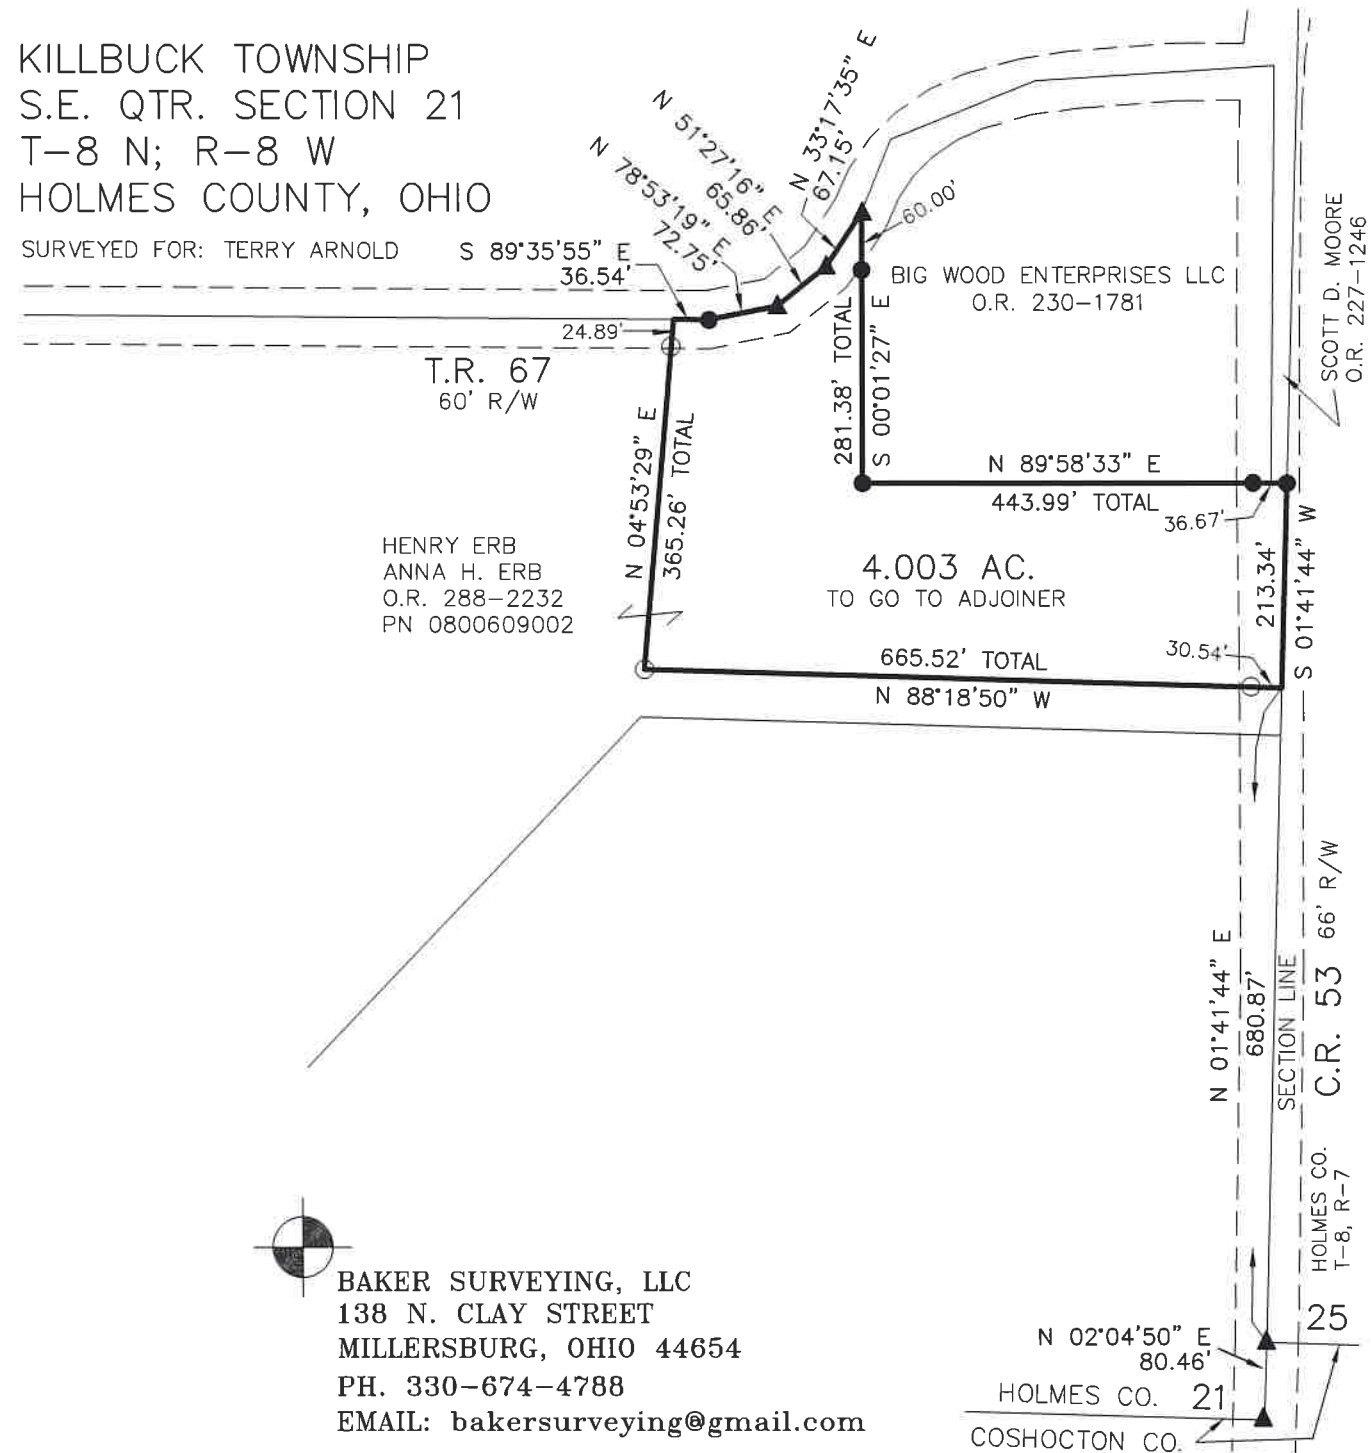 KILLBUCK TOWNSHIP
S.E. QTR. SECTION 21
T-8 N; R-8 W
HOLMES COUNTY, OHIO
SURVEYED FOR: TERRY ARNOLD
S 89°35'55" E
36.54'
N 78°53'19" E
72.75'
N 51°27'16" E
65.86'
N 33°17'35" E
67.15'
60.00'
BIG WOOD ENTERPRISES LLC
O.R. 230-1781
SCOTT D. MOORE
O.R. 227-1246
24.89'
T.R. 67
60' R/W
281.38' TOTAL
S 00°01'27" E
N 04°53'29" E
365.26' TOTAL
N 89°58'33" E
443.99' TOTAL
36.67'
HENRY ERB
ANNA H. ERB
O.R. 288-2232
PN 0800609002
4.003 AC.
TO GO TO ADJOINER
213.34'
S 01°41'44" W
665.52' TOTAL
N 88°18'50" W
30.54'
N 01°41'44" E
680.87'
SECTION LINE
C.R. 53 66' R/W
HOLMES CO.
T-8, R-7
25
BAKER SURVEYING, LLC
138 N. CLAY STREET
MILLERSBURG, OHIO 44654
PH. 330-674-4788
EMAIL: bakersurveying@gmail.com
N 02°04'50" E
80.46'
HOLMES CO. 21
COSHOCTON CO.